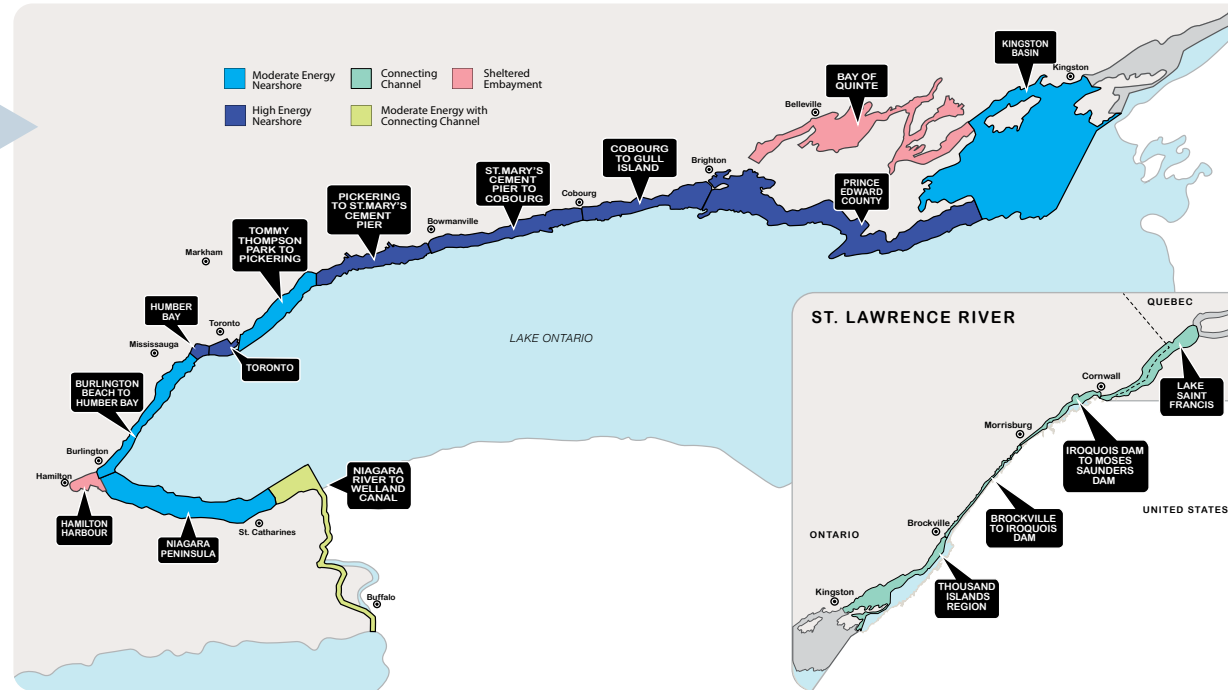 Moderate Energy
Nearshore
Connecting
Channel
Sheltered
Embayment
High Energy
Nearshore
Moderate Energy with
Connecting Channel
KINGSTON
BASIN
Kingston
BAY OF
QUINTE
Belleville
COBOURG
TO GULL
ISLAND
Brighton
ST.MARY'S
CEMENT
PIER TO
COBOURG
Cobourg
PRINCE
EDWARD
COUNTY
PICKERING
TO ST.MARY'S
CEMENT
PIER
Bowmanville
TOMMY
THOMPSON
PARK TO
PICKERING
Markham
HUMBER
BAY
Toronto
Mississauga
TORONTO
LAKE ONTARIO
BURLINGTON
BEACH TO
HUMBER BAY
Burlington
Hamilton
HAMILTON
HARBOUR
NIAGARA
PENINSULA
St. Catharines
NIAGARA
RIVER TO
WELLAND
CANAL
Buffalo
ST. LAWRENCE RIVER
QUEBEC
Cornwall
LAKE
SAINT
FRANCIS
Morrisburg
IROQUOIS DAM
TO MOSES
SAUNDERS
DAM
UNITED STATES
BROCKVILLE
TO IROQUOIS
DAM
Brockville
ONTARIO
THOUSAND
ISLANDS
REGION
Kingston